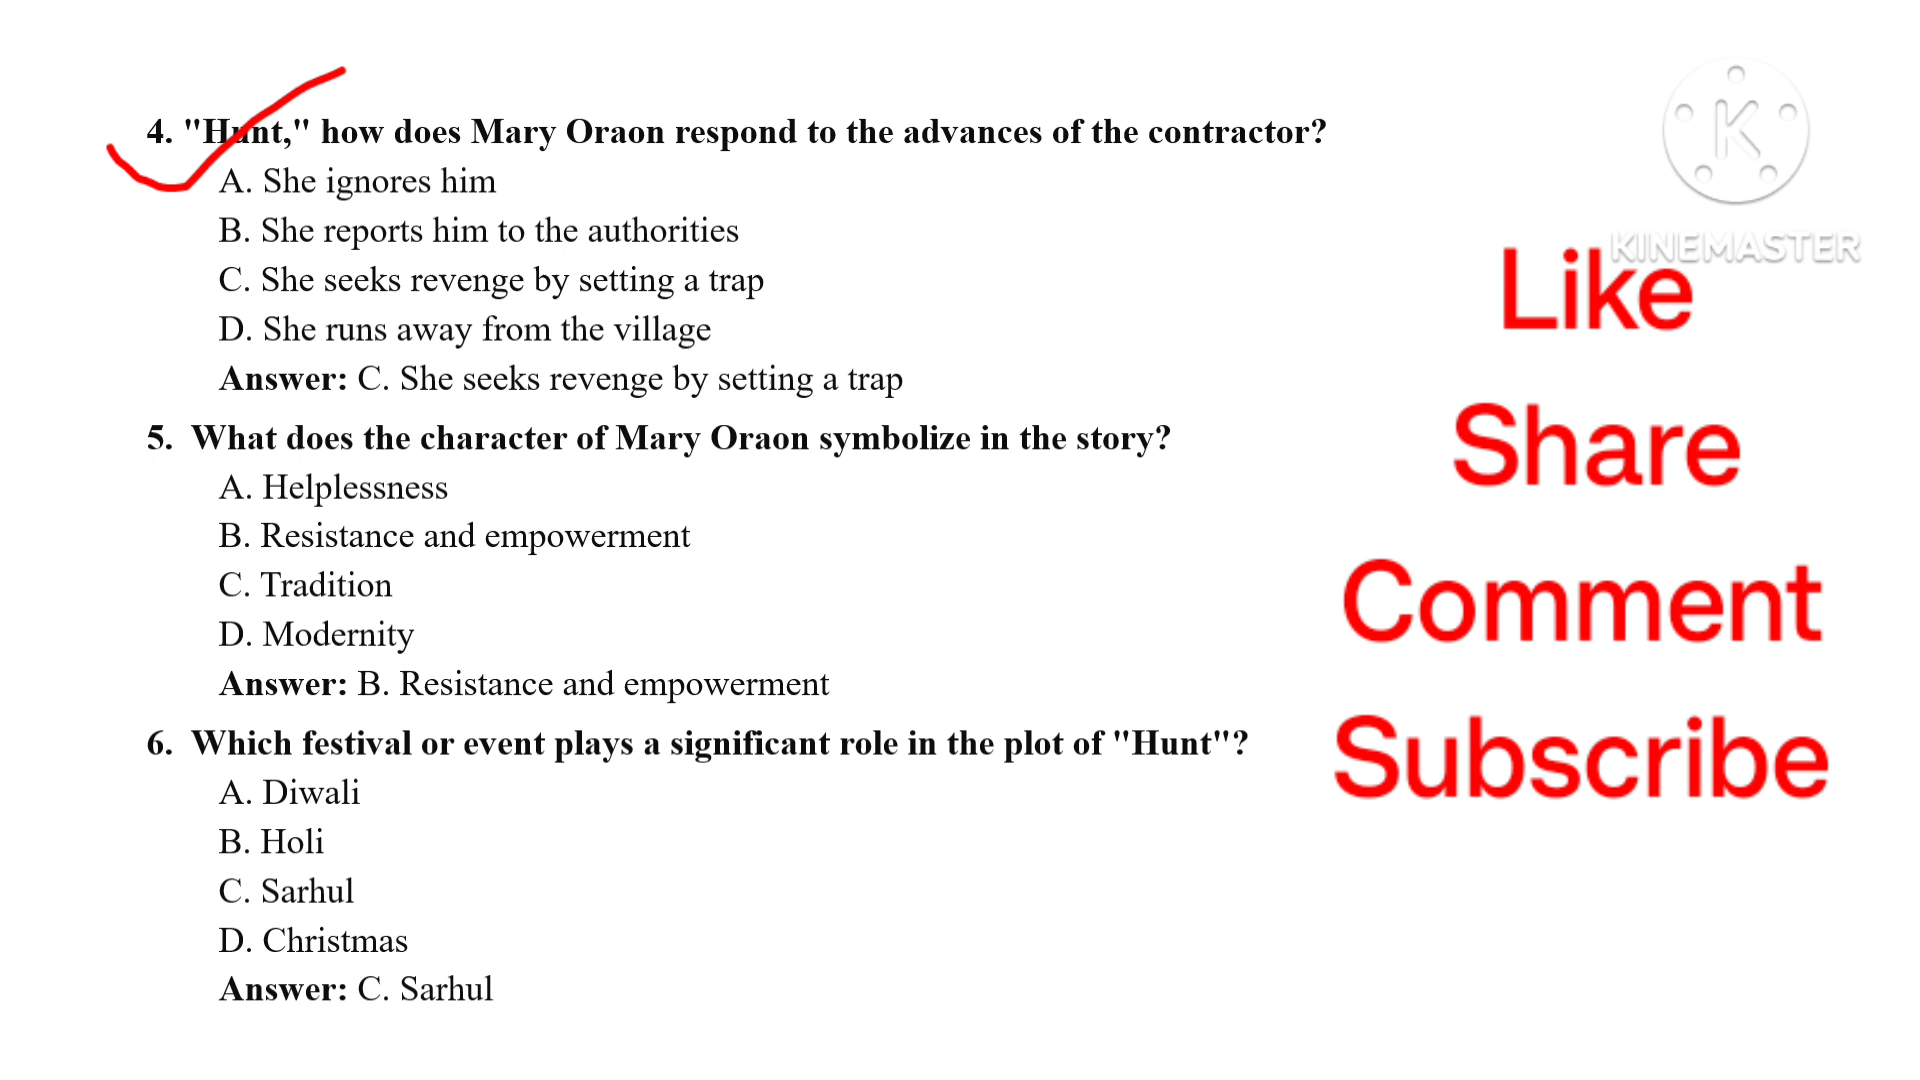 4. "Hunt," how does Mary Oraon respond to the advances of the contractor?
A. She ignores him
B. She reports him to the authorities
C. She seeks revenge by setting a trap
D. She runs away from the village
Answer: C. She seeks revenge by setting a trap
5. What does the character of Mary Oraon symbolize in the story?
A. Helplessness
B. Resistance and empowerment
C. Tradition
D. Modernity
Answer: B. Resistance and empowerment
6. Which festival or event plays a significant role in the plot of "Hunt"?
A. Diwali
B. Holi
C. Sarhul
D. Christmas
Answer: C. Sarhul
K
KINEMASTER
Like
Share
Comment
Subscribe